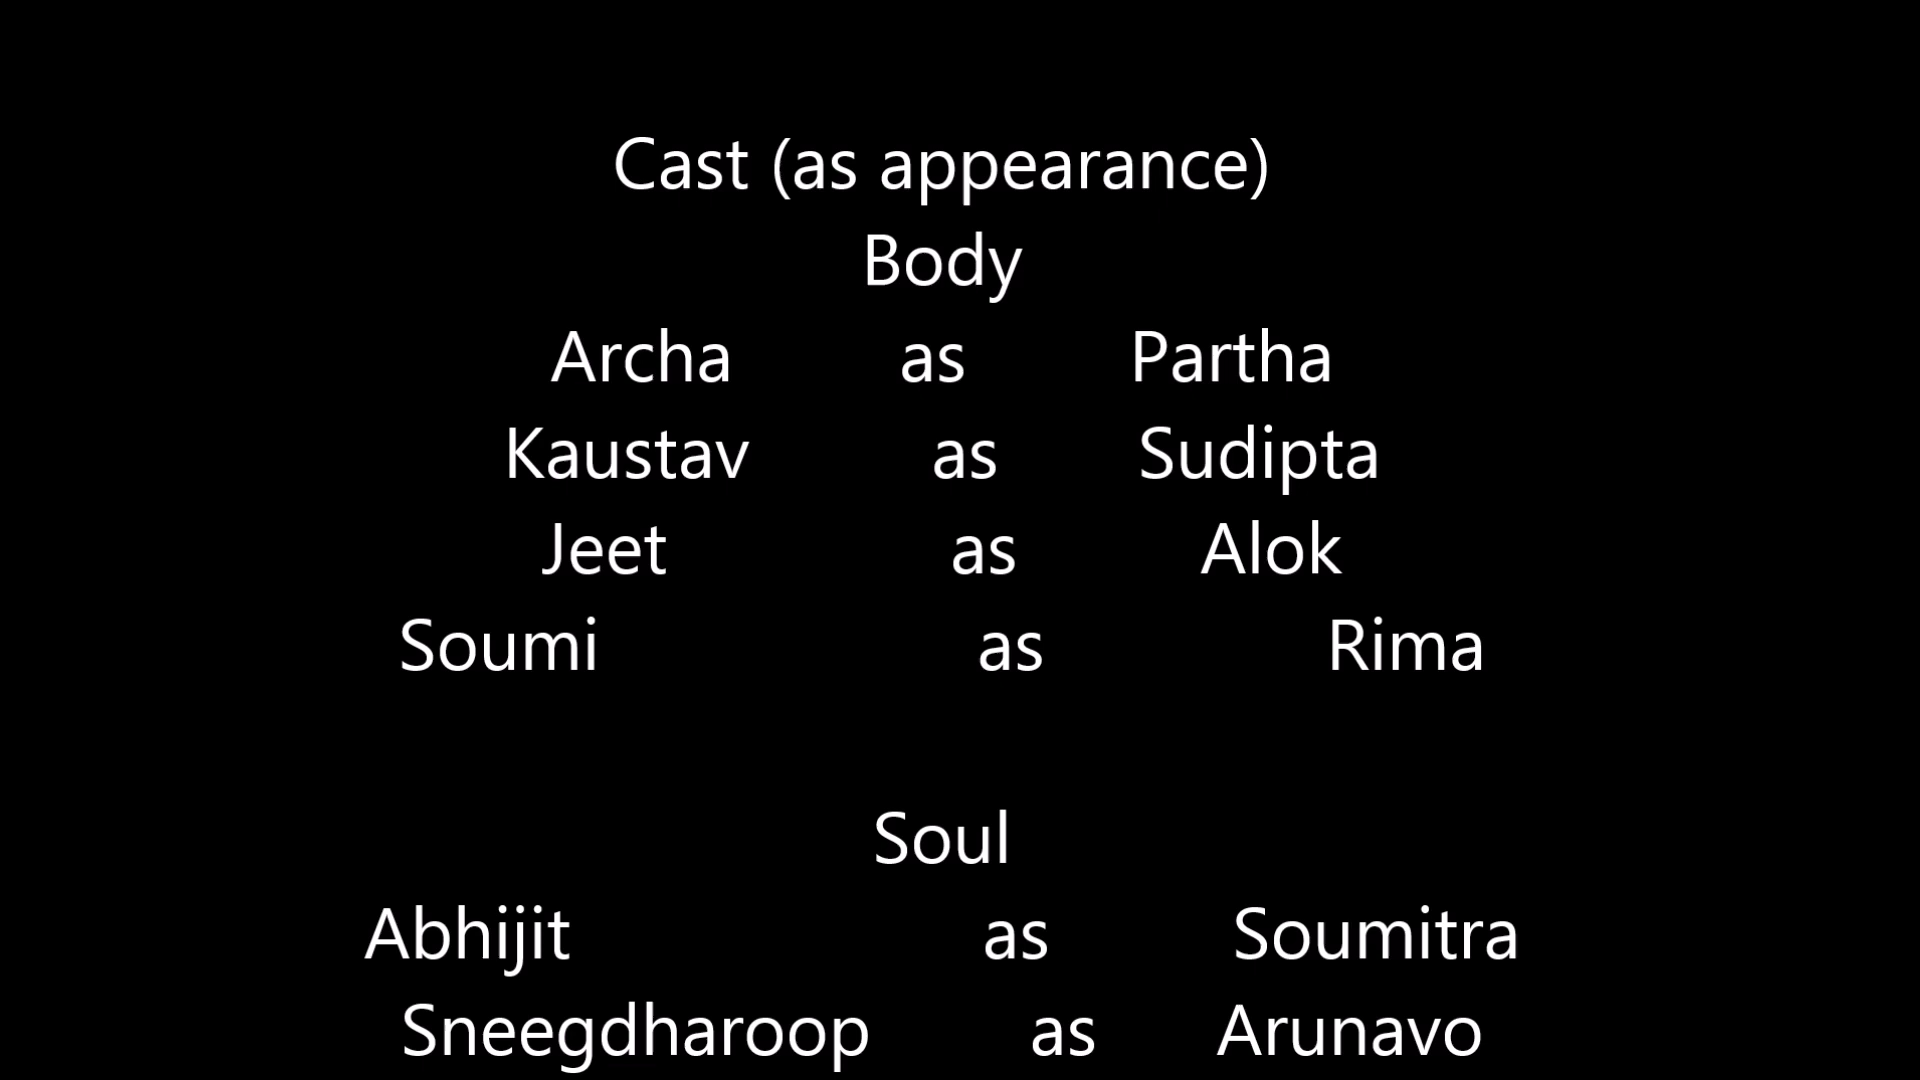 Cast (as appearance)
Body
Archa as Partha
Kaustav as Sudipta
Jeet as Alok
Soumi as Rima
Soul
Abhijit as Soumitra
Sneegdharoop as Arunavo